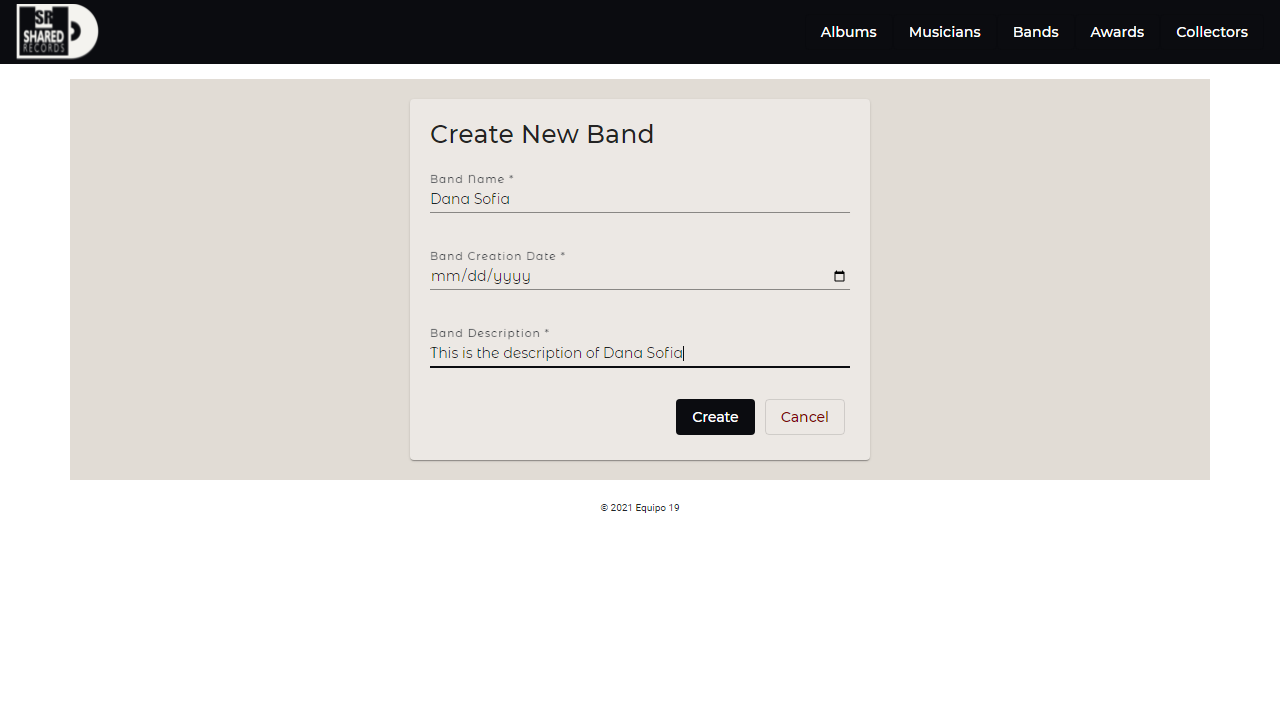 SR
SHARED
RECORDS
Albums Musicians Bands Awards Collectors
Create New Band
Band Name *
Dana Sofia
Band Creation Date *
mm/dd/yyyy
Band Description *
This is the description of Dana Sofia
Create Cancel
© 2021 Equipo 19